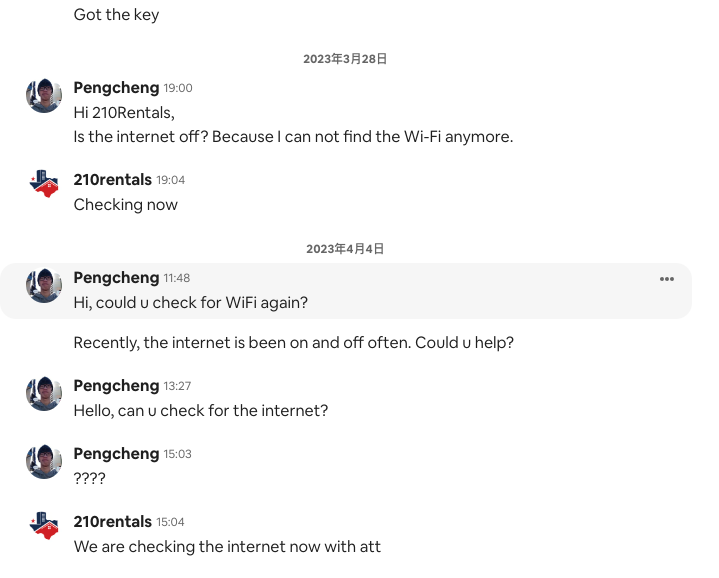 Got the key
2023年3月28日
Pengcheng 19:00
Hi 210Rentals,
Is the internet off? Because I can not find the Wi-Fi anymore.
210rentals 19:04
Checking now
2023年4月4日
Pengcheng 11:48
Hi, could u check for WiFi again?
Recently, the internet is been on and off often. Could u help?
Pengcheng 13:27
Hello, can u check for the internet?
Pengcheng 15:03
????
210rentals 15:04
We are checking the internet now with att